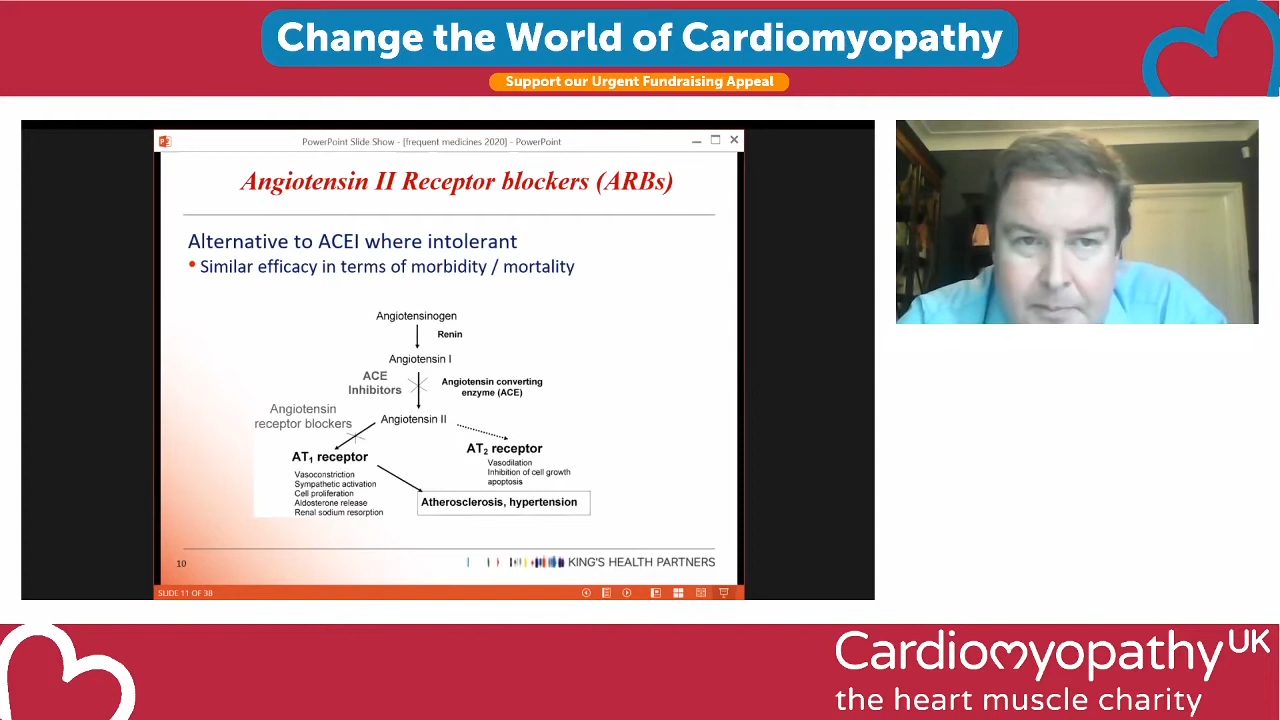 Change the World of Cardiomyopathy
Support our Urgent Fundraising Appeal
PowerPoint Slide Show - [frequent medicines 2020] - PowerPoint
Angiotensin II Receptor blockers (ARBs)
Alternative to ACEI where intolerant
• Similar efficacy in terms of morbidity / mortality
Angiotensinogen
Renin
Angiotensin I
ACE
Inhibitors
Angiotensin converting
enzyme (ACE)
Angiotensin
receptor blockers
Angiotensin II
AT1 receptor
Vasoconstriction
Sympathetic activation
Cell proliferation
Aldosterone release
Renal sodium resorption
AT2 receptor
Vasodilation
Inhibition of cell growth
apoptosis
Atherosclerosis, hypertension
10
KING'S HEALTH PARTNERS
SLIDE 11 OF 38
Cardiomyopathy UK
the heart muscle charity